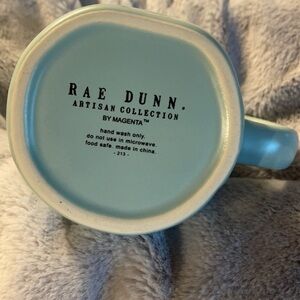 RAE DUNN.
ARTISAN COLLECTION
BY MAGENTA™
hand wash only.
do not use in microwave.
food safe. made in china.
- 213 -